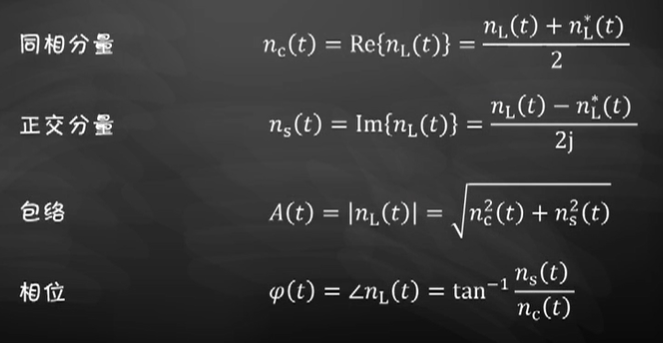 同相分量 n_c(t) = Re{n_L(t)} = (n_L(t) + n_L^*(t))/2
正交分量 n_s(t) = Im{n_L(t)} = (n_L(t) − n_L^*(t))/2j
包络 A(t) = |n_L(t)| = √(n_c^2(t) + n_s^2(t))
相位 φ(t) = ∠n_L(t) = tan^−1 n_s(t)/n_c(t)